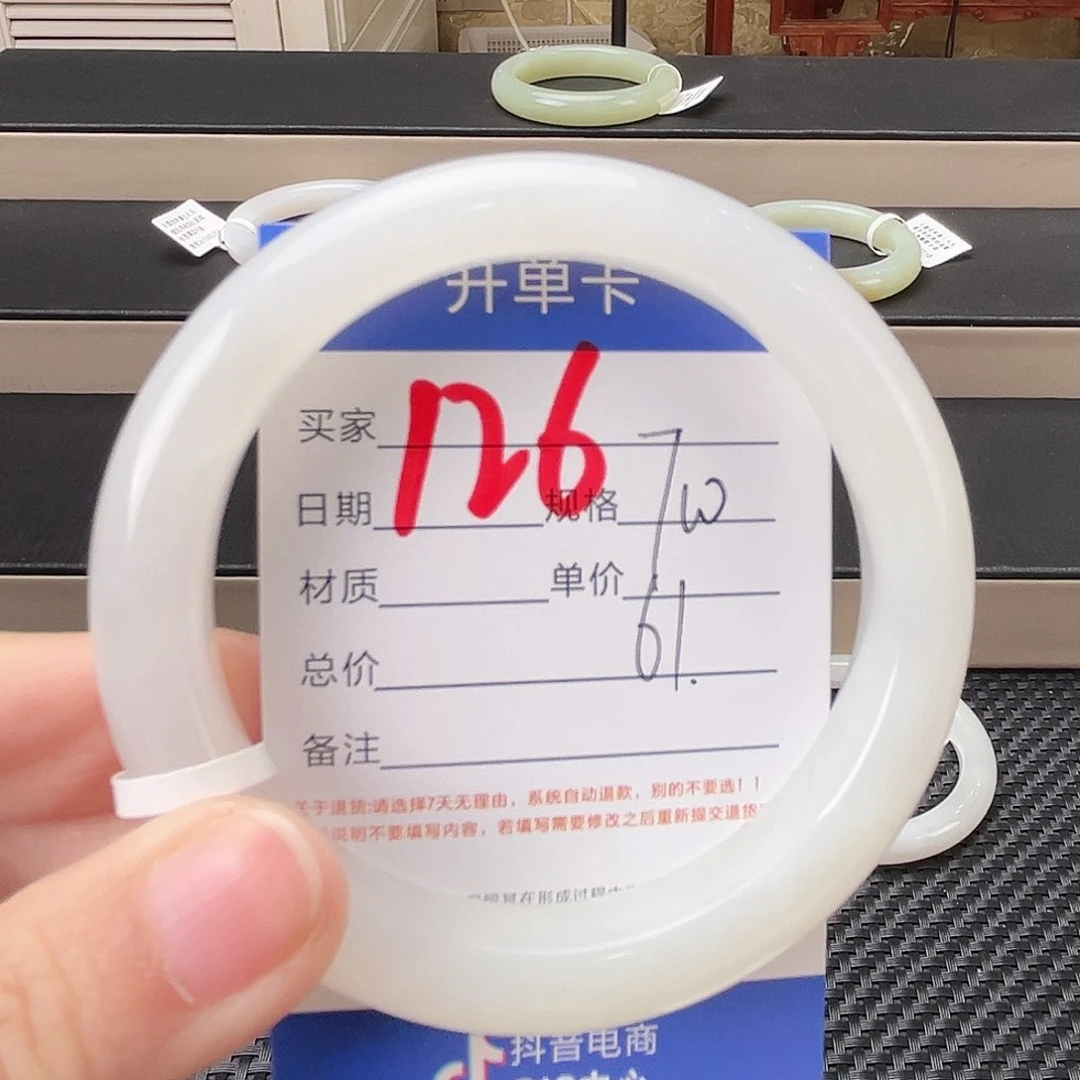 开单卡
买家 n6
日期 规格 7w
材质 单价 61.
总价
备注
关于退货:请选择7天无理由，系统自动退款，别的不要选！！
说明不要填写内容，若填写需要修改之后重新提交退货
抖音电商